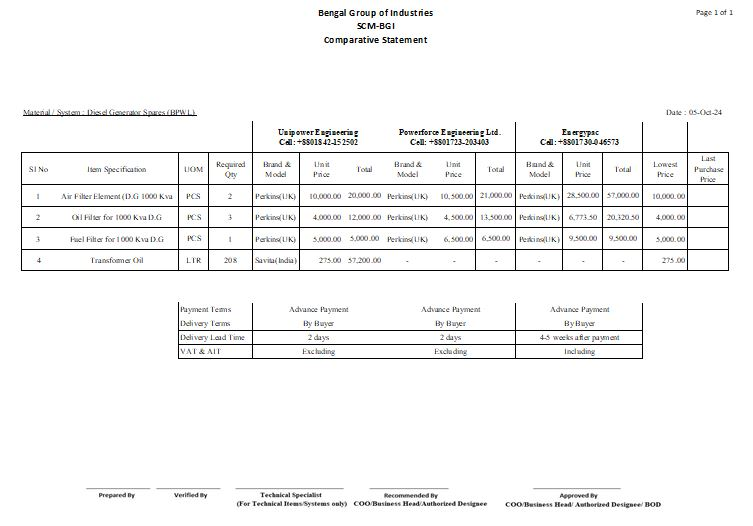 Bengal Group of Industries
Page 1 of 1
SCM-BGI
Comparative Statement
Material / System : Diesel Generator Spares (BPWL)
Date : 05-Oct-24
Unipower Engineering Powerforce Engineering Ltd. Energypac
Cell: +8801842-152502 Cell: +8801723-203403 Cell: +8801730-046573
Sl No Item Specification UOM Required Qty Brand & Model Unit Price Total Brand & Model Unit Price Total Brand & Model Unit Price Total Lowest Price Last Purchase Price
1 Air Filter Element (D.G 1000 Kva PCS 2 Perkins(UK) 10,000.00 20,000.00 Perkins(UK) 10,500.00 21,000.00 Perkins(UK) 28,500.00 57,000.00 10,000.00
2 Oil Filter for 1000 Kva D.G PCS 3 Perkins(UK) 4,000.00 12,000.00 Perkins(UK) 4,500.00 13,500.00 Perkins(UK) 6,773.50 20,320.50 4,000.00
3 Fuel Filter for 1000 Kva D.G PCS 1 Perkins(UK) 5,000.00 5,000.00 Perkins(UK) 6,500.00 6,500.00 Perkins(UK) 9,500.00 9,500.00 5,000.00
4 Transformer Oil LTR 208 Savita(India) 275.00 57,200.00 - - - - - - 275.00
Payment Terms Advance Payment Advance Payment Advance Payment
Delivery Terms By Buyer By Buyer By Buyer
Delivery Lead Time 2 days 2 days 4-5 weeks after payment
VAT & AIT Excluding Excluding Including
Prepared By Verified By Technical Specialist Recommended By Approved By
(For Technical Items/Systems only) COO/Business Head/Authorized Designee COO/Business Head/ Authorized Designee/ BOD